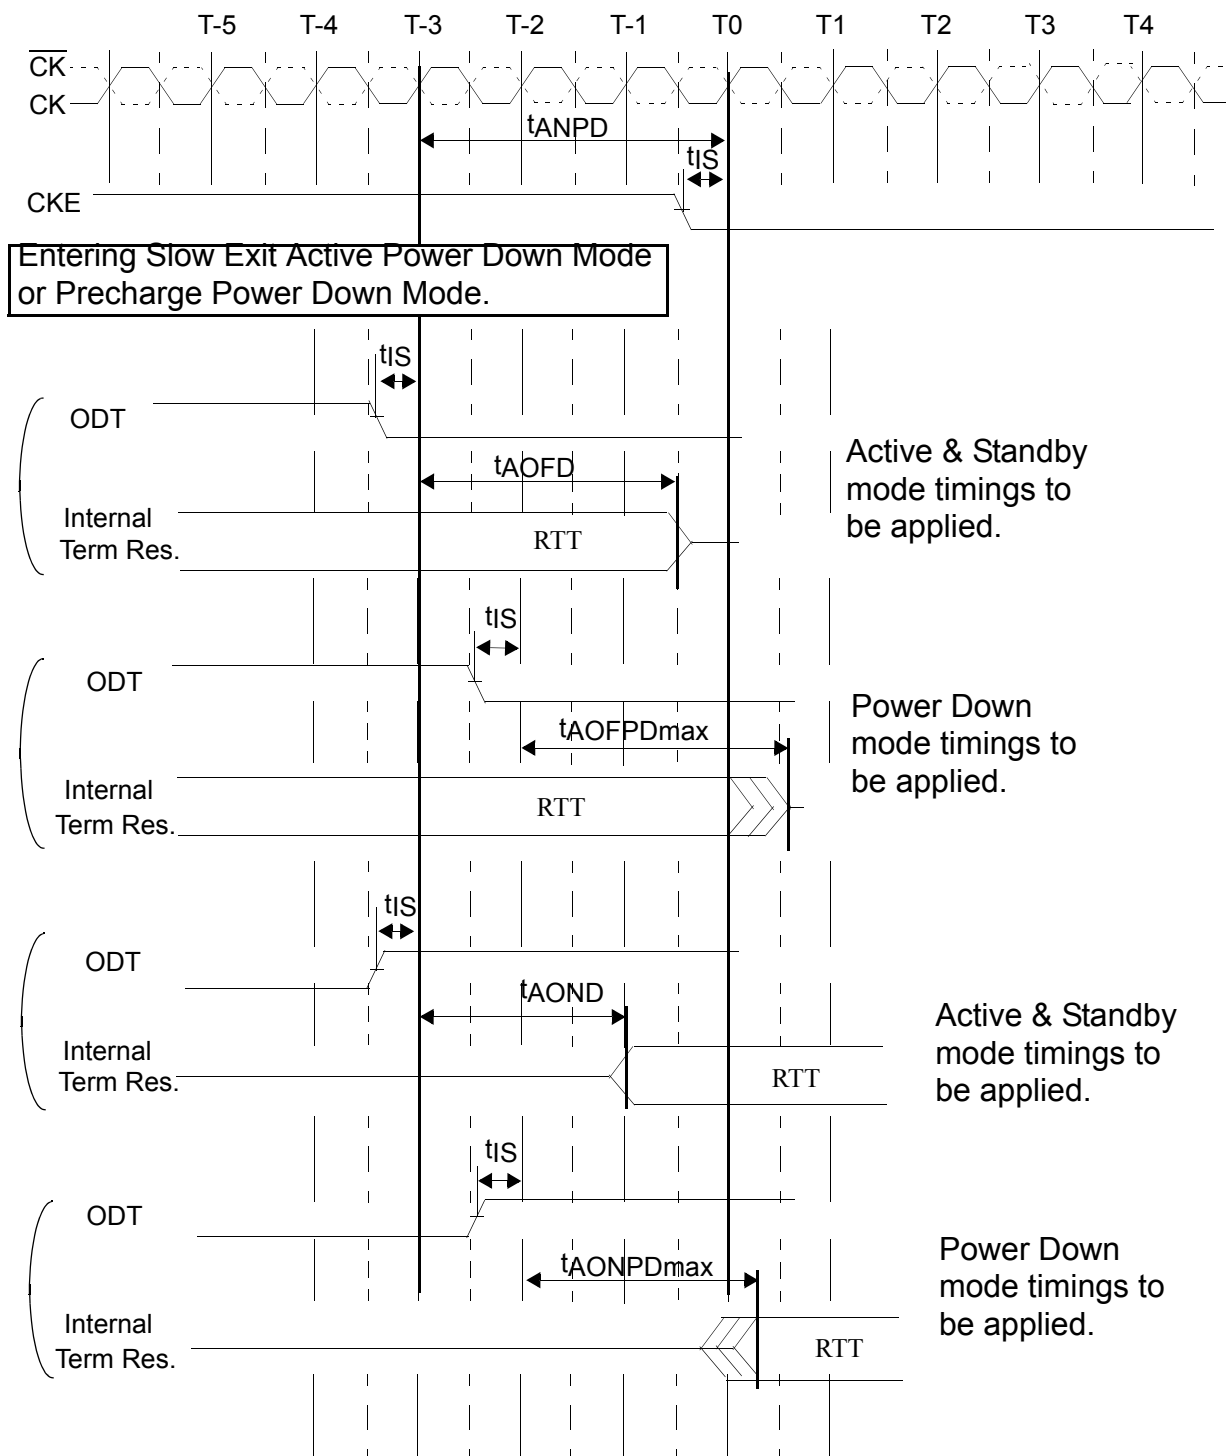 T-5 T-4 T-3 T-2 T-1 T0 T1 T2 T3 T4
CK
CK
tANPD
tIS
CKE
Entering Slow Exit Active Power Down Mode
or Precharge Power Down Mode.
tIS
ODT
tAOFD
Active & Standby
mode timings to
be applied.
Internal
Term Res.
RTT
tIS
ODT
tAOFPDmax
Power Down
mode timings to
be applied.
Internal
Term Res.
RTT
tIS
ODT
tAOND
Active & Standby
mode timings to
be applied.
Internal
Term Res.
RTT
tIS
ODT
tAONPDmax
Power Down
mode timings to
be applied.
Internal
Term Res.
RTT